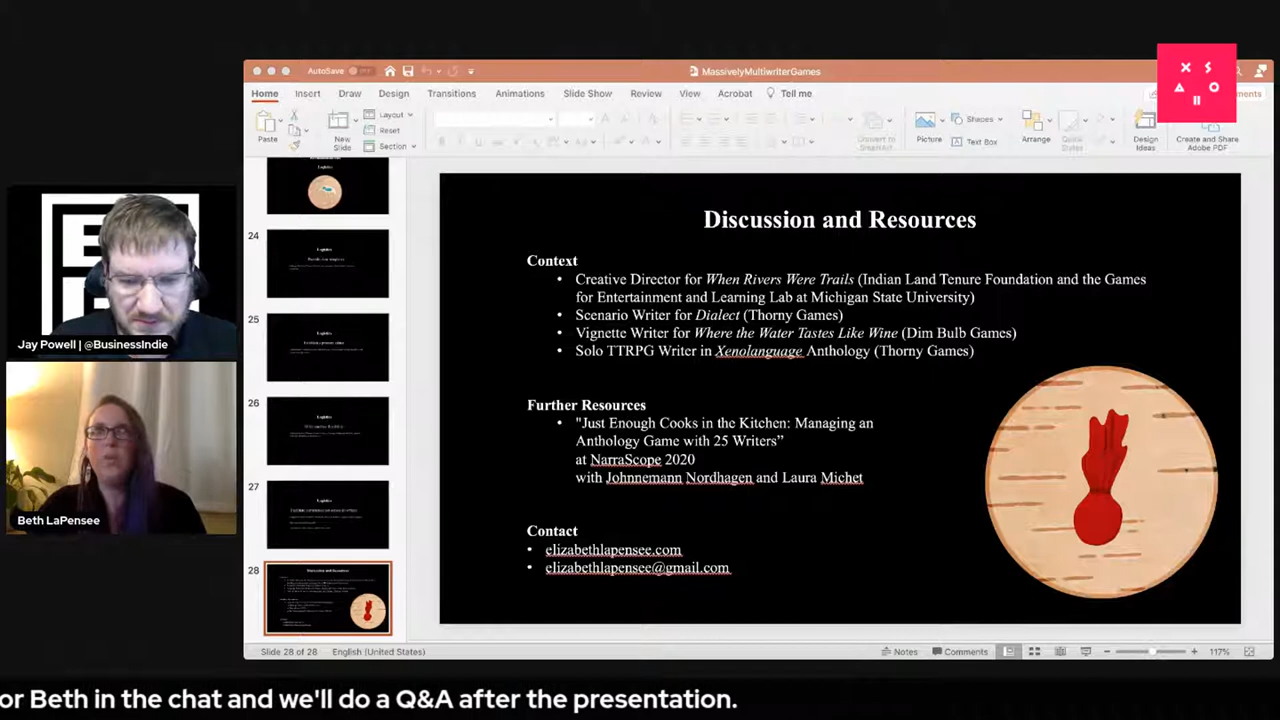 AutoSave
MassivelyMultiwriterGames
Home Insert Draw Design Transitions Animations Slide Show Review View Acrobat Tell me
Paste
New
Slide
Layout
Reset
Section
Convert to
SmartArt
Picture
Shapes
Text Box
Arrange
Quick
Styles
Design
Ideas
Create and Share
Adobe PDF
24
25
26
27
28
Logistics
Logistics
Logistics
Logistics
Discussion and Resources
Context
• Creative Director for When Rivers Were Trails (Indian Land Tenure Foundation and the Games
for Entertainment and Learning Lab at Michigan State University)
• Scenario Writer for Dialect (Thorny Games)
• Vignette Writer for Where the Water Tastes Like Wine (Dim Bulb Games)
• Solo TTRPG Writer in Xenolanguage Anthology (Thorny Games)
Further Resources
• "Just Enough Cooks in the Kitchen: Managing an
Anthology Game with 25 Writers”
at NarraScope 2020
with Johnnemann Nordhagen and Laura Michet
Contact
• elizabethlapensee.com
• elizabethlapensee@gmail.com
Jay Powell | @BusinessIndie
Beth LaPensee
Slide 28 of 28 English (United States)
Notes Comments 117%
or Beth in the chat and we'll do a Q&A after the presentation.